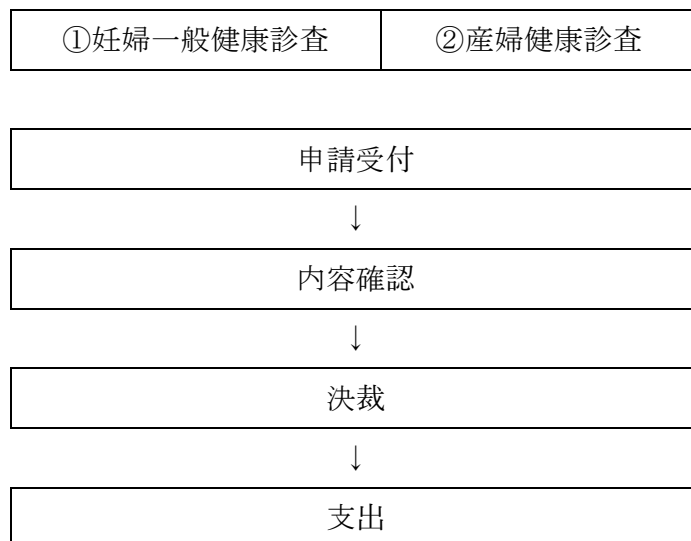 ①妊婦一般健康診査 ②産婦健康診査
申請受付
↓
内容確認
↓
決裁
↓
支出